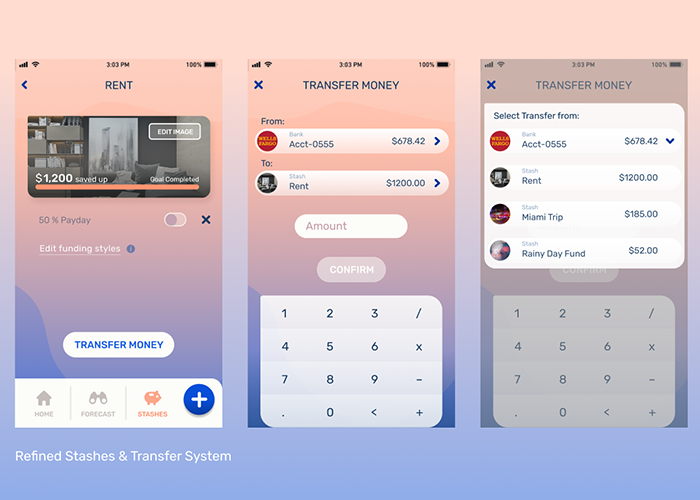 3:03 PM 100%
RENT
EDIT IMAGE
$1,200 saved up Goal Completed
50 % Payday
Edit funding styles i
TRANSFER MONEY
HOME FORECAST STASHES
3:03 PM 100%
TRANSFER MONEY
From:
WELLS FARGO
Bank
Acct-0555 $678.42
To:
Stash
Rent $1200.00
Amount
CONFIRM
1 2 3 /
4 5 6 x
7 8 9 –
. 0 < +
3:03 PM 100%
TRANSFER MONEY
Select Transfer from:
WELLS FARGO
Bank
Acct-0555 $678.42
Stash
Rent $1200.00
Stash
Miami Trip $185.00
Stash
Rainy Day Fund $52.00
CONFIRM
1 2 3 /
4 5 6 x
7 8 9 –
. 0 < +
Refined Stashes & Transfer System